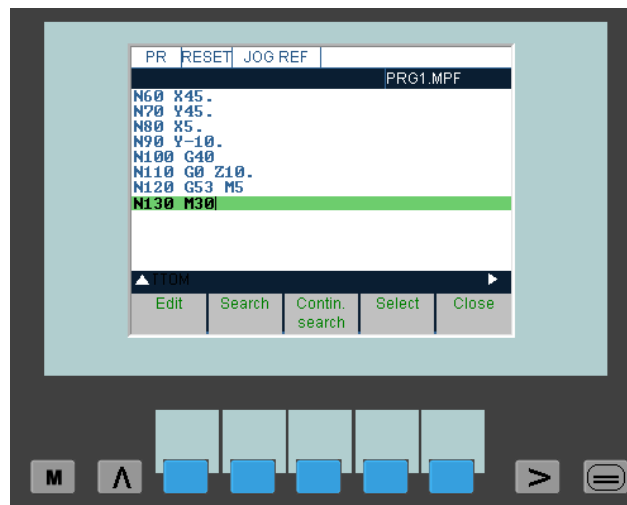 PR RESET JOG REF
PRG1.MPF
N60 X45.
N70 Y45.
N80 X5.
N90 Y-10.
N100 G40
N110 G0 Z10.
N120 G53 M5
N130 M30
TTOM
Edit Search Contin. search Select Close
M Λ >